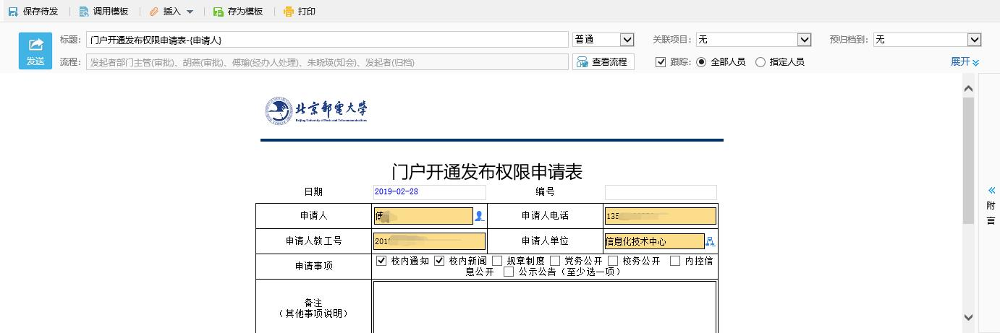 保存待发 调用模板 插入 存为模板 打印
发送
标题: 门户开通发布权限申请表-{申请人} 普通 关联项目: 无 预归档到: 无
流程: 发起者部门主管(审批)、胡燕(审批)、傅瑜(经办人处理)、朱晓瑛(知会)、发起者(归档) 查看流程 跟踪: 全部人员 指定人员 展开
北京郵電大學
Beijing University of Posts and Telecommunications
门户开通发布权限申请表
日期 2019-02-28 编号
申请人 傅 申请人电话 135
申请人教工号 201 申请人单位 信息化技术中心
申请事项 校内通知 校内新闻 规章制度 党务公开 校务公开 内控信
息公开 公示公告（至少选一项）
备注
（其他事项说明）
附
言